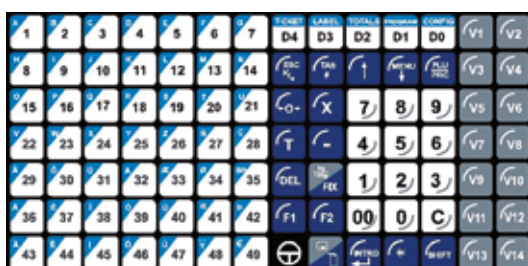 1 2 3 4 5 6 7 TICKET D4 LABEL D3 TOTALS D2 PROGRAM D1 CONFIG D0 V1 V2
8 9 10 11 12 13 14 ESC TAB MENU PLU V3 V4
15 16 17 18 19 20 21 -0+ X 7 8 9 V5 V6
22 23 24 25 26 27 28 T - 4 5 6 V7 V8
29 30 31 32 33 34 35 DEL FIX 1 2 3 V9 V10
36 37 38 39 40 41 42 F1 F2 00 0 C V11 V12
43 44 45 46 47 48 49 INTRO * SHIFT V13 V14